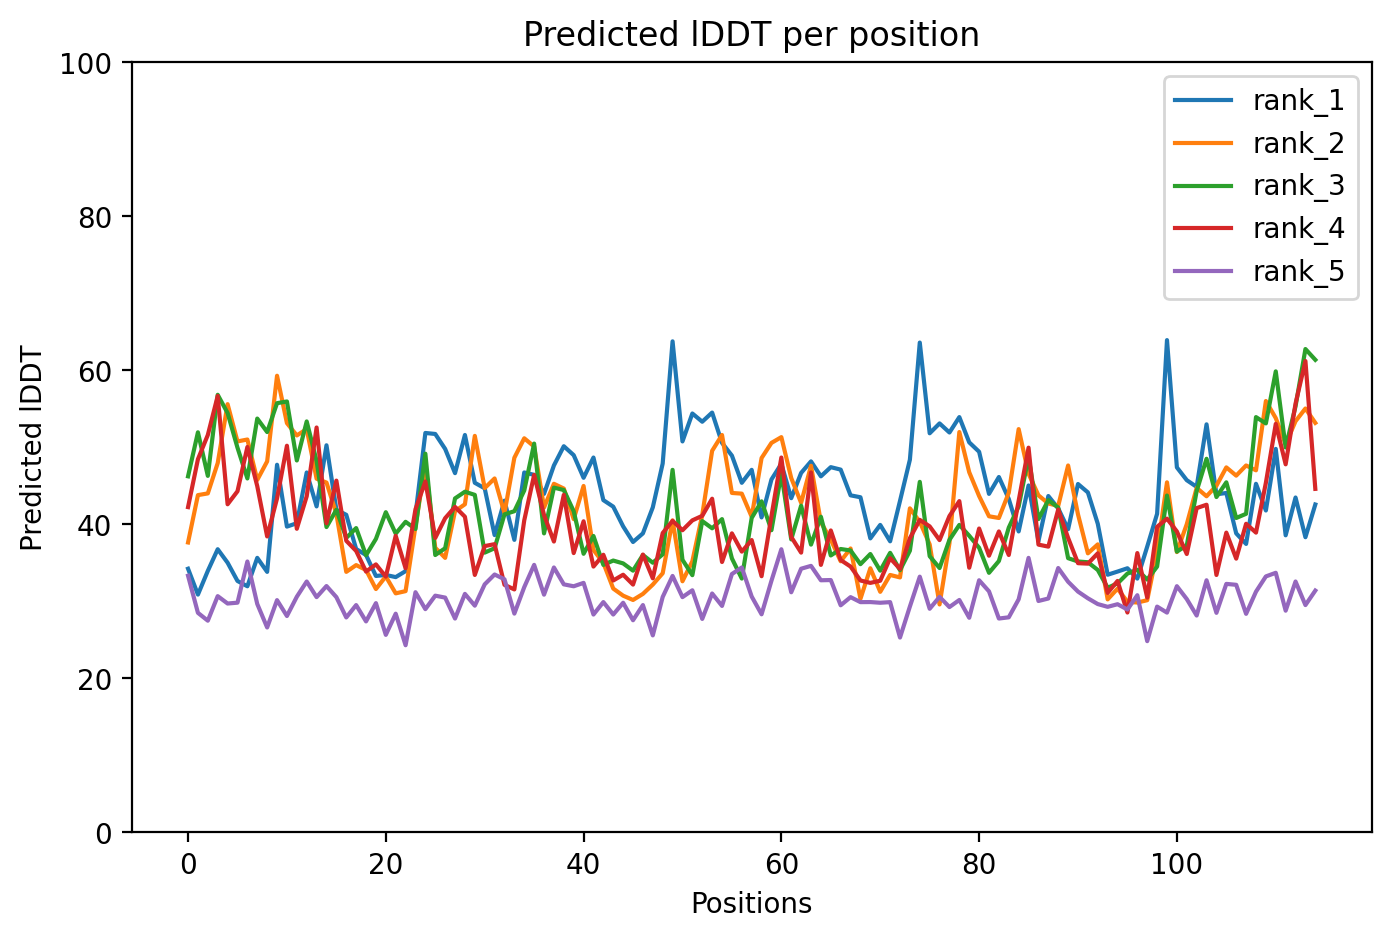 Predicted lDDT per position
100
80
60
40
20
0
Predicted lDDT
0 20 40 60 80 100
Positions
rank_1
rank_2
rank_3
rank_4
rank_5